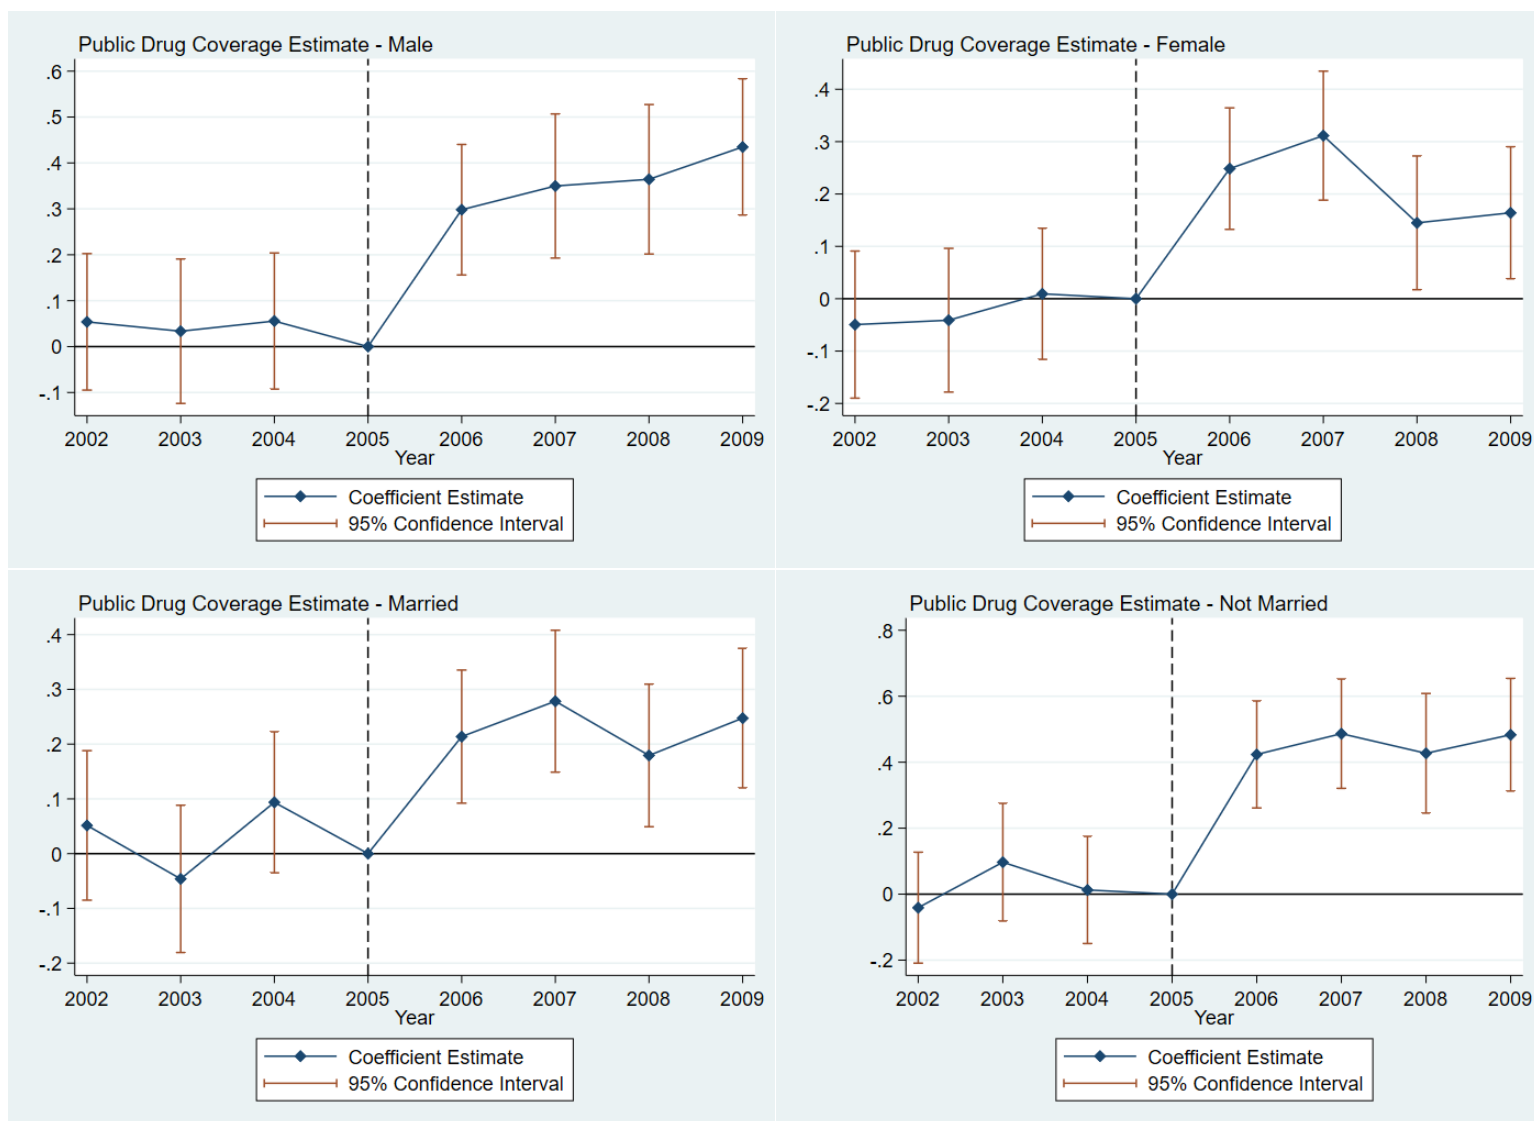 Public Drug Coverage Estimate - Male
.6
.5
.4
.3
.2
.1
0
-.1
2002 2003 2004 2005 2006 2007 2008 2009
Year
Coefficient Estimate
95% Confidence Interval
Public Drug Coverage Estimate - Female
.4
.3
.2
.1
0
-.1
-.2
2002 2003 2004 2005 2006 2007 2008 2009
Year
Coefficient Estimate
95% Confidence Interval
Public Drug Coverage Estimate - Married
.4
.3
.2
.1
0
-.1
-.2
2002 2003 2004 2005 2006 2007 2008 2009
Year
Coefficient Estimate
95% Confidence Interval
Public Drug Coverage Estimate - Not Married
.8
.6
.4
.2
0
-.2
2002 2003 2004 2005 2006 2007 2008 2009
Year
Coefficient Estimate
95% Confidence Interval